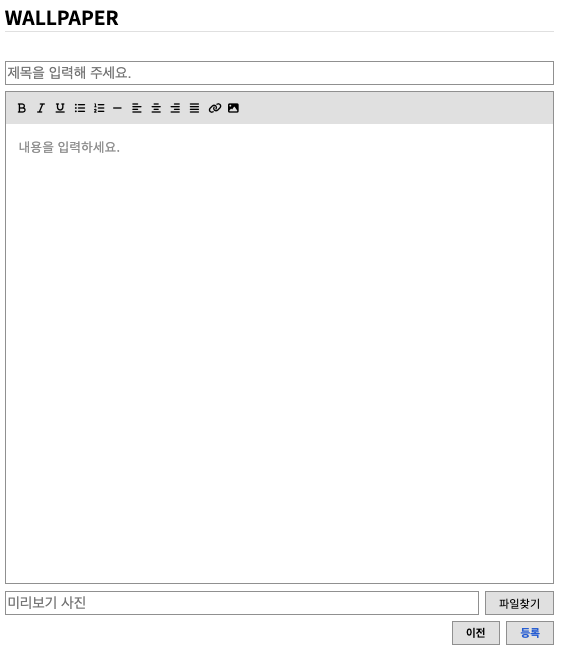 WALLPAPER
제목을 입력해 주세요.
B I U
내용을 입력하세요.
미리보기 사진 파일찾기
이전 등록